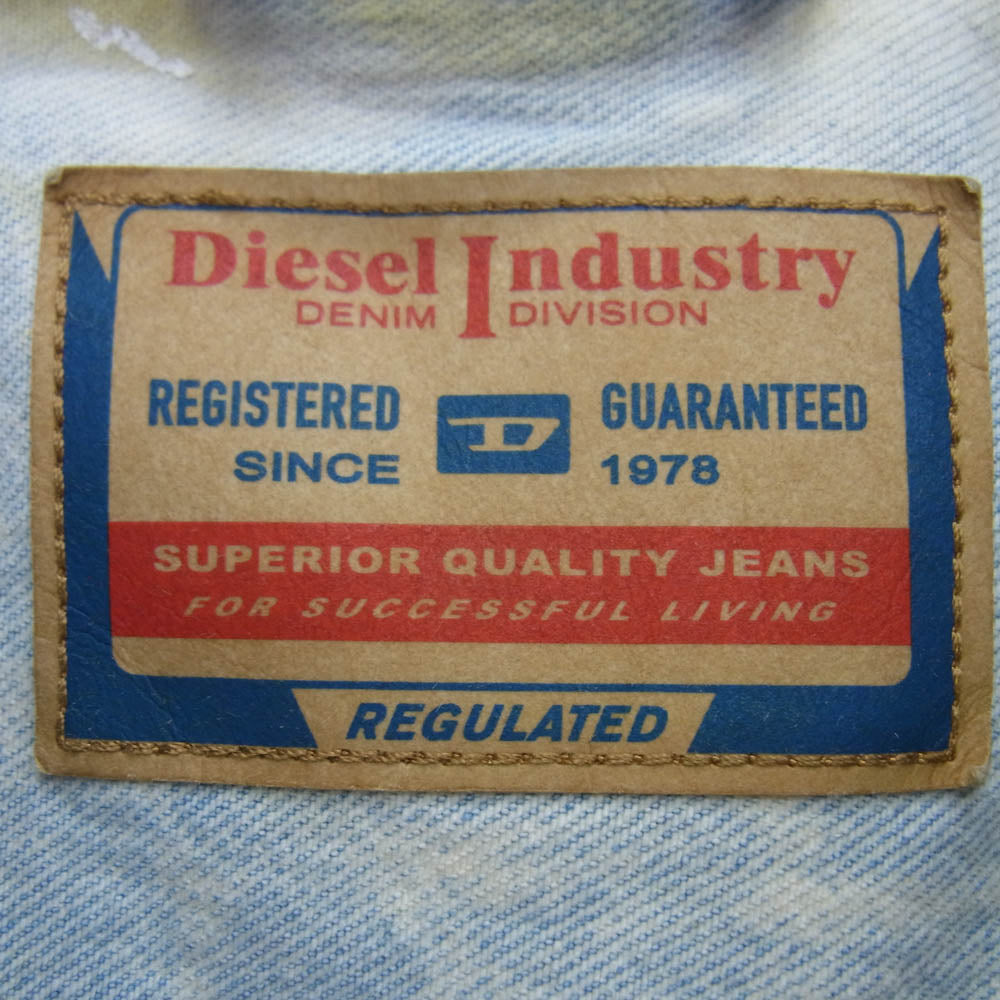 Diesel Industry
DENIM DIVISION
REGISTERED D GUARANTEED
SINCE 1978
SUPERIOR QUALITY JEANS
FOR SUCCESSFUL LIVING
REGULATED